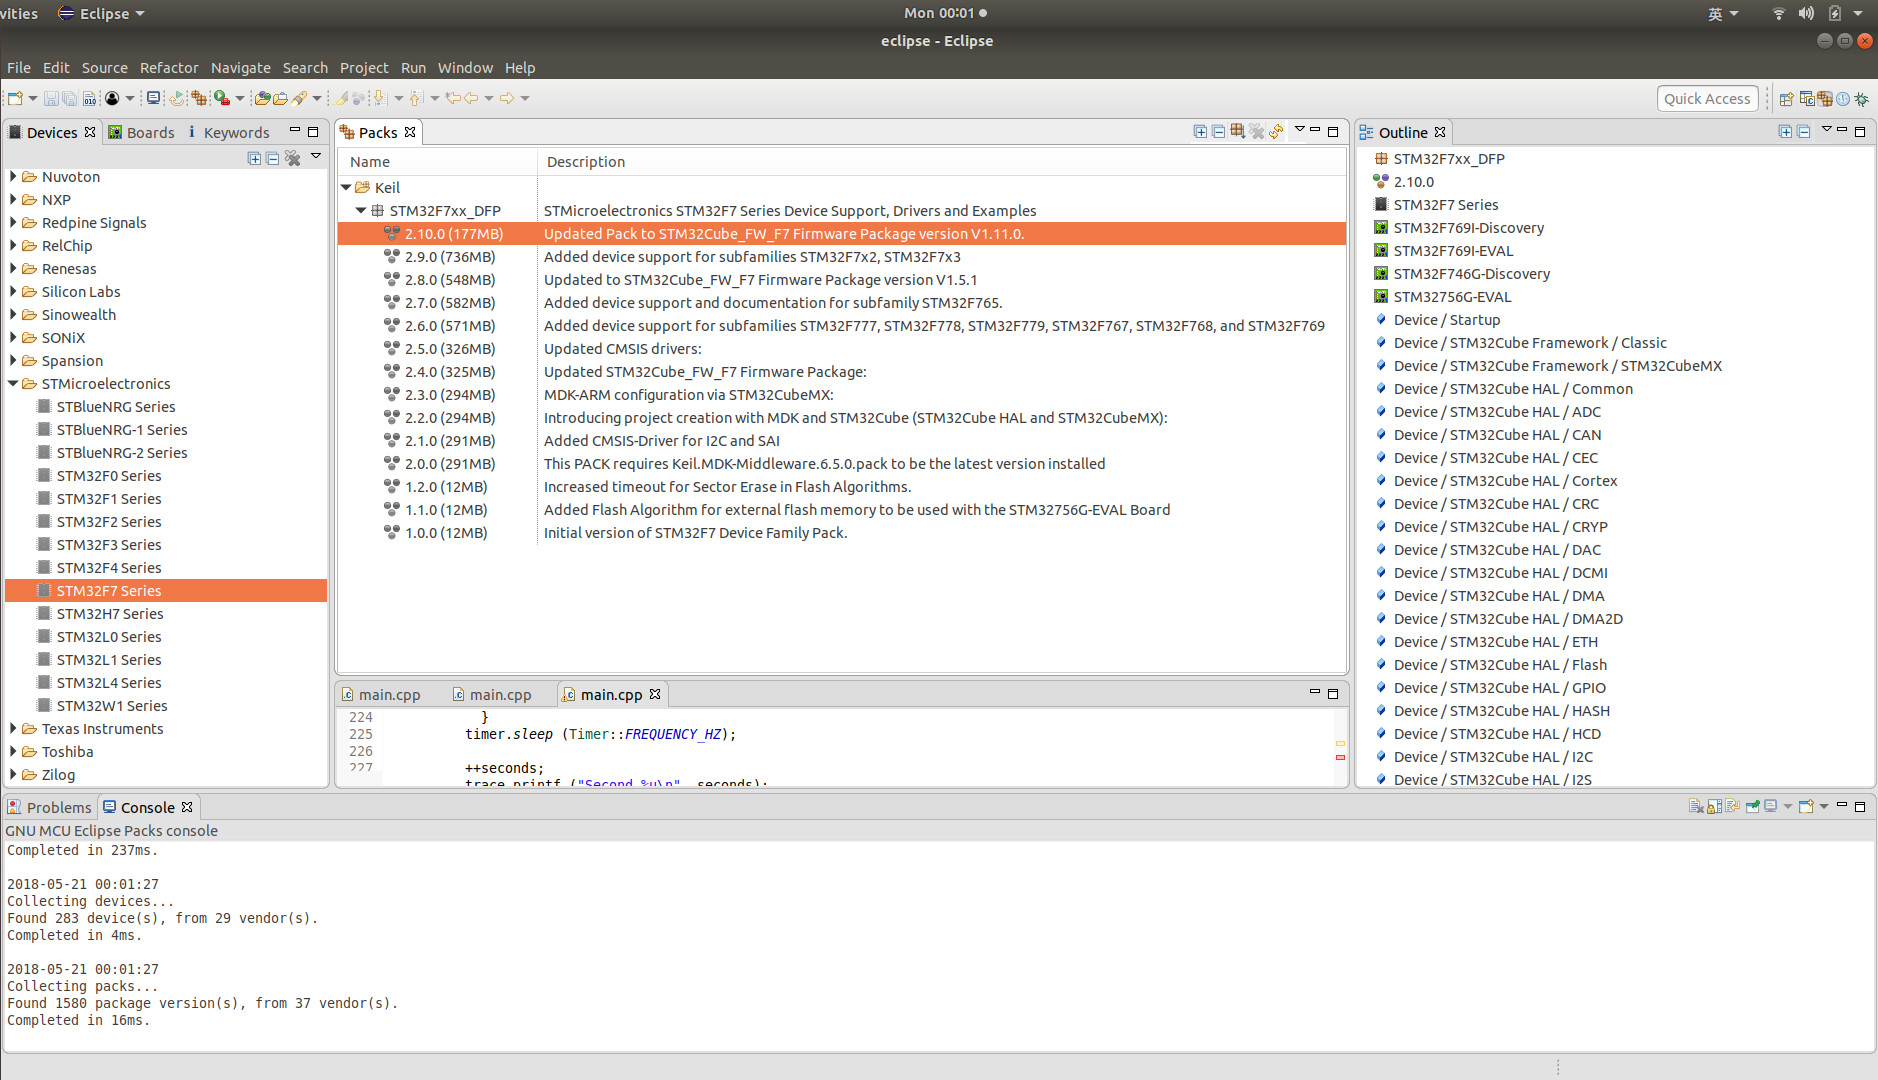 vities
Eclipse
Mon 00:01
英
eclipse - Eclipse
File Edit Source Refactor Navigate Search Project Run Window Help
Quick Access
Devices
Boards
Keywords
Nuvoton
NXP
Redpine Signals
RelChip
Renesas
Silicon Labs
Sinowealth
SONiX
Spansion
STMicroelectronics
STBlueNRG Series
STBlueNRG-1 Series
STBlueNRG-2 Series
STM32F0 Series
STM32F1 Series
STM32F2 Series
STM32F3 Series
STM32F4 Series
STM32F7 Series
STM32H7 Series
STM32L0 Series
STM32L1 Series
STM32L4 Series
STM32W1 Series
Texas Instruments
Toshiba
Zilog
Packs
Name Description
Keil
STM32F7xx_DFP STMicroelectronics STM32F7 Series Device Support, Drivers and Examples
2.10.0 (177MB) Updated Pack to STM32Cube_FW_F7 Firmware Package version V1.11.0.
2.9.0 (736MB) Added device support for subfamilies STM32F7x2, STM32F7x3
2.8.0 (548MB) Updated to STM32Cube_FW_F7 Firmware Package version V1.5.1
2.7.0 (582MB) Added device support and documentation for subfamily STM32F765.
2.6.0 (571MB) Added device support for subfamilies STM32F777, STM32F778, STM32F779, STM32F767, STM32F768, and STM32F769
2.5.0 (326MB) Updated CMSIS drivers:
2.4.0 (325MB) Updated STM32Cube_FW_F7 Firmware Package:
2.3.0 (294MB) MDK-ARM configuration via STM32CubeMX:
2.2.0 (294MB) Introducing project creation with MDK and STM32Cube (STM32Cube HAL and STM32CubeMX):
2.1.0 (291MB) Added CMSIS-Driver for I2C and SAI
2.0.0 (291MB) This PACK requires Keil.MDK-Middleware.6.5.0.pack to be the latest version installed
1.2.0 (12MB) Increased timeout for Sector Erase in Flash Algorithms.
1.1.0 (12MB) Added Flash Algorithm for external flash memory to be used with the STM32756G-EVAL Board
1.0.0 (12MB) Initial version of STM32F7 Device Family Pack.
main.cpp main.cpp main.cpp
224 }
225 timer.sleep (Timer::FREQUENCY_HZ);
226
227 ++seconds;
trace_printf ("Second %u\n", seconds);
Outline
STM32F7xx_DFP
2.10.0
STM32F7 Series
STM32F769I-Discovery
STM32F769I-EVAL
STM32F746G-Discovery
STM32756G-EVAL
Device / Startup
Device / STM32Cube Framework / Classic
Device / STM32Cube Framework / STM32CubeMX
Device / STM32Cube HAL / Common
Device / STM32Cube HAL / ADC
Device / STM32Cube HAL / CAN
Device / STM32Cube HAL / CEC
Device / STM32Cube HAL / Cortex
Device / STM32Cube HAL / CRC
Device / STM32Cube HAL / CRYP
Device / STM32Cube HAL / DAC
Device / STM32Cube HAL / DCMI
Device / STM32Cube HAL / DMA
Device / STM32Cube HAL / DMA2D
Device / STM32Cube HAL / ETH
Device / STM32Cube HAL / Flash
Device / STM32Cube HAL / GPIO
Device / STM32Cube HAL / HASH
Device / STM32Cube HAL / HCD
Device / STM32Cube HAL / I2C
Device / STM32Cube HAL / I2S
Problems
Console
GNU MCU Eclipse Packs console
Completed in 237ms.
2018-05-21 00:01:27
Collecting devices...
Found 283 device(s), from 29 vendor(s).
Completed in 4ms.
2018-05-21 00:01:27
Collecting packs...
Found 1580 package version(s), from 37 vendor(s).
Completed in 16ms.